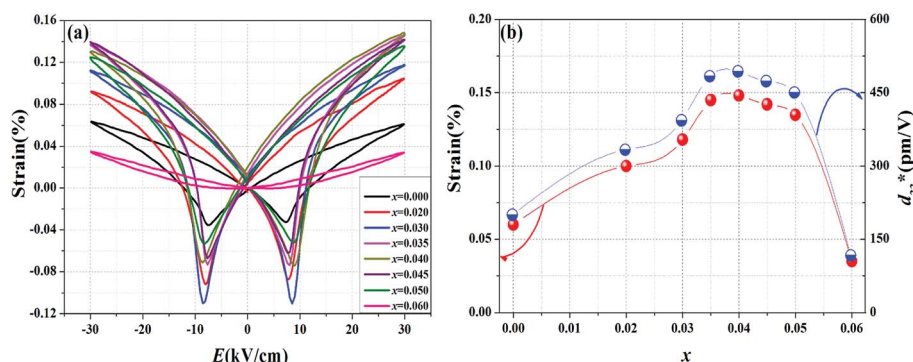 (a)
0.16
0.12
0.08
0.04
0.00
-0.04
-0.08
-0.12
Strain(%)
-30 -20 -10 0 10 20 30
E(kV/cm)
x=0.000
x=0.020
x=0.030
x=0.035
x=0.040
x=0.045
x=0.050
x=0.060
(b)
0.20
0.15
0.10
0.05
0.00
Strain(%)
0.00 0.01 0.02 0.03 0.04 0.05 0.06
x
600
450
300
150
0
*(pm/V)